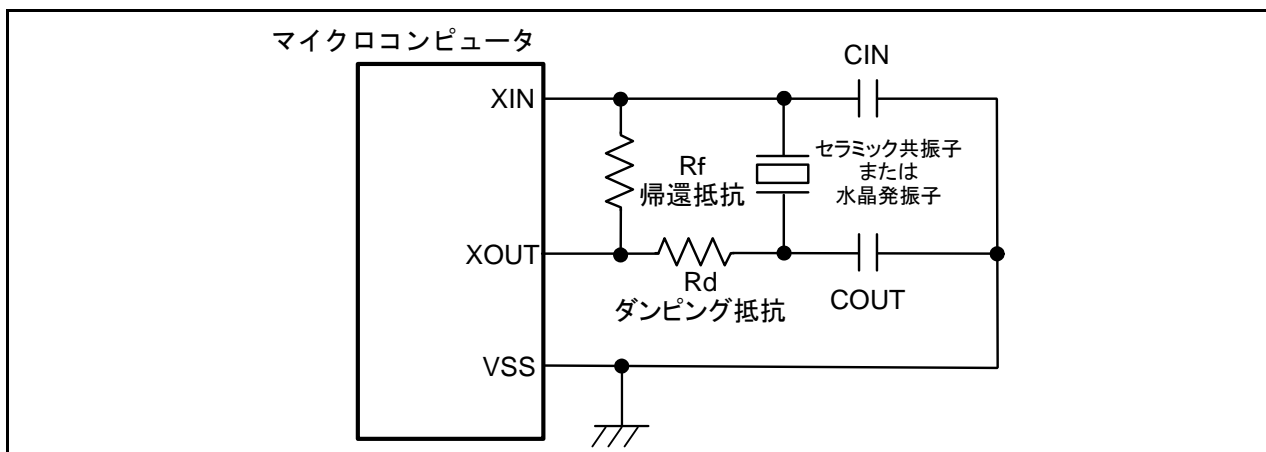 マイクロコンピュータ
CIN
XIN
セラミック共振子
または
水晶発振子
Rf
帰還抵抗
XOUT
Rd
ダンピング抵抗
COUT
VSS